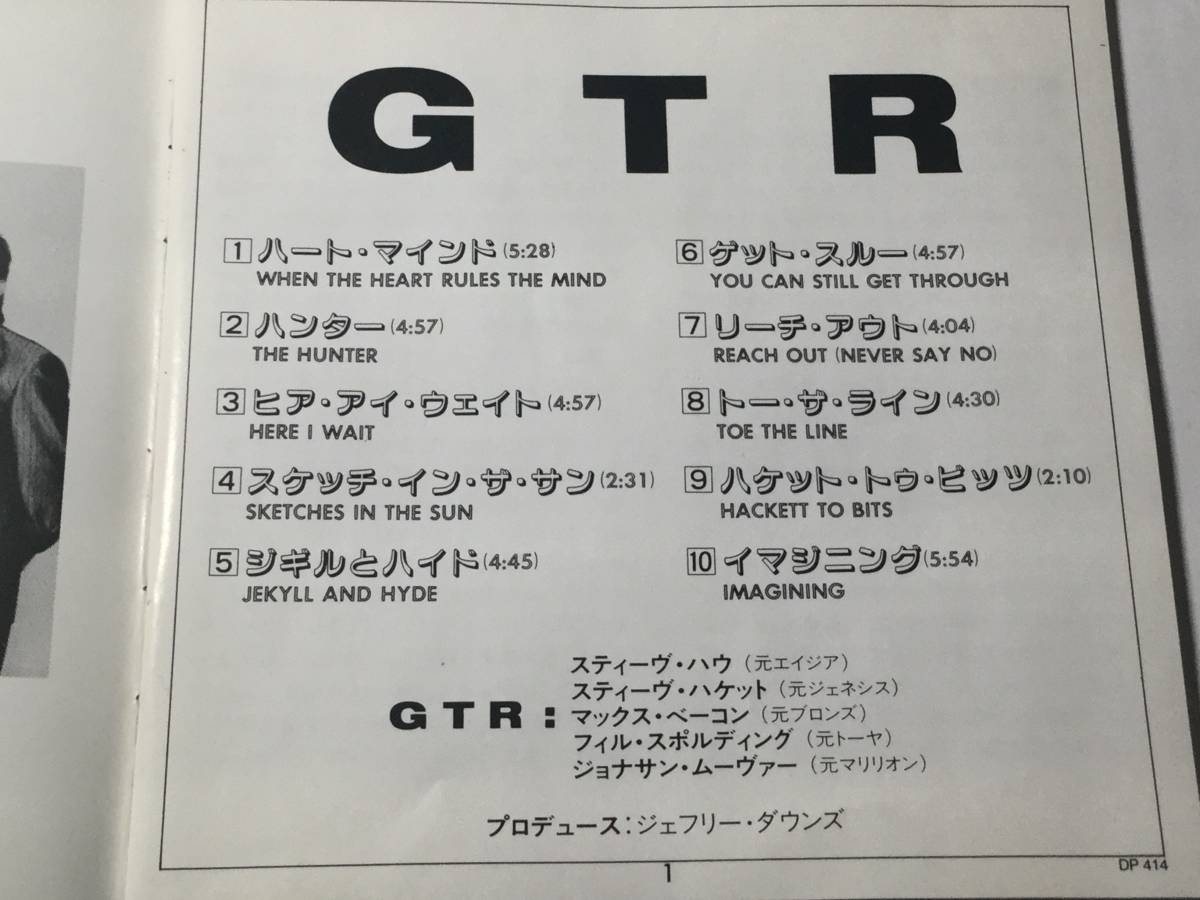 GTR
1 ハート・マインド(5:28)
WHEN THE HEART RULES THE MIND
2 ハンター(4:57)
THE HUNTER
3 ヒア・アイ・ウェイト(4:57)
HERE I WAIT
4 スケッチ・イン・ザ・サン(2:31)
SKETCHES IN THE SUN
5 ジギルとハイド(4:45)
JEKYLL AND HYDE
6 ゲット・スルー(4:57)
YOU CAN STILL GET THROUGH
7 リーチ・アウト(4:04)
REACH OUT (NEVER SAY NO)
8 トー・ザ・ライン(4:30)
TOE THE LINE
9 ハケット・トゥ・ビッツ(2:10)
HACKETT TO BITS
10 イマジニング(5:54)
IMAGINING
スティーヴ・ハウ(元エイジア)
スティーヴ・ハケット(元ジェネシス)
GTR:マックス・ベーコン(元ブロンズ)
フィル・スポルディング(元トーヤ)
ジョナサン・ムーヴァー(元マリリオン)
プロデュース:ジェフリー・ダウンズ
1
DP 414